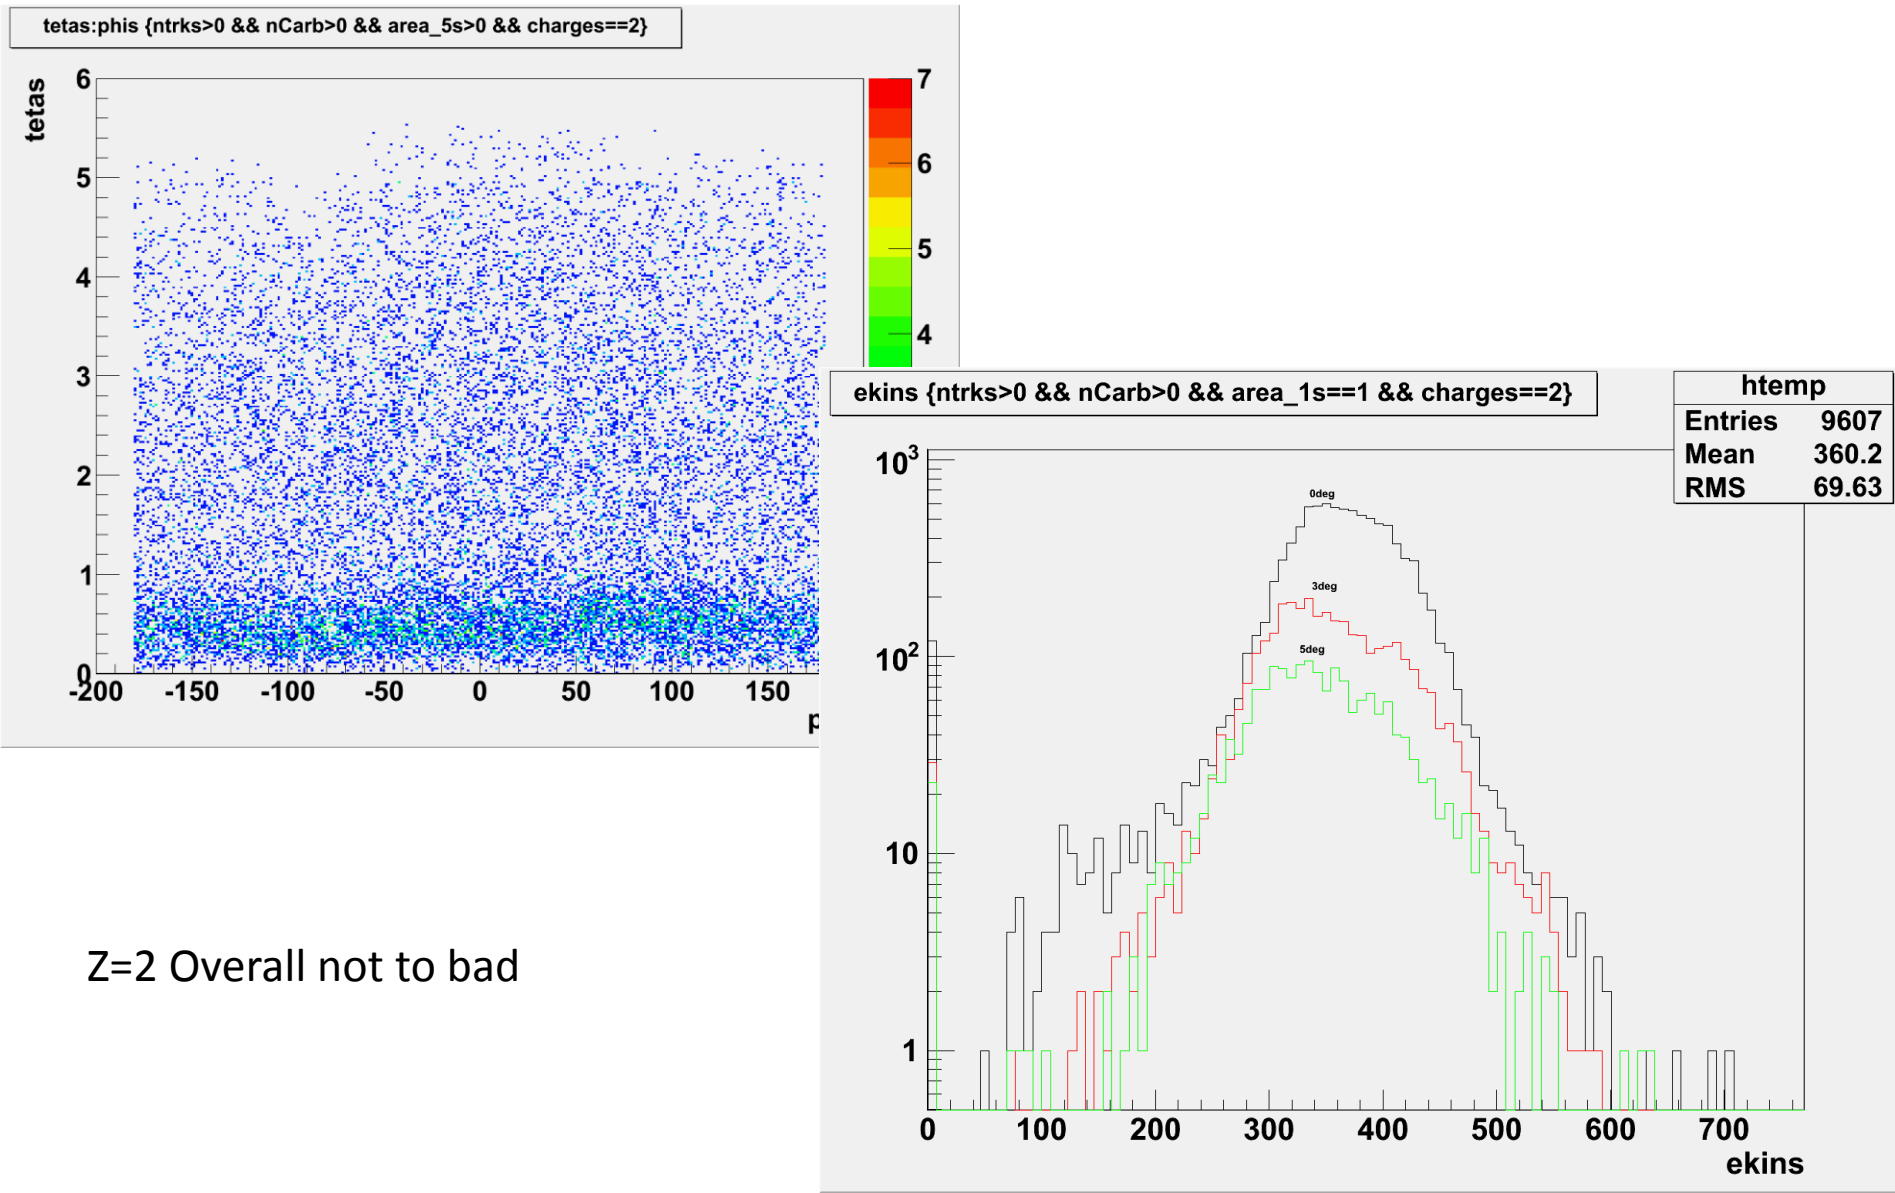 tetas:phis {ntrks>0 && nCarb>0 && area_5s>0 && charges==2}
tetas
6
5
4
3
2
1
0
-200 -150 -100 -50 0 50 100 150
p
7
6
5
4
ekins {ntrks>0 && nCarb>0 && area_1s==1 && charges==2}
htemp
Entries 9607
Mean 360.2
RMS 69.63
10³
10²
10
1
0deg
3deg
5deg
0 100 200 300 400 500 600 700
ekins
Z=2 Overall not to bad